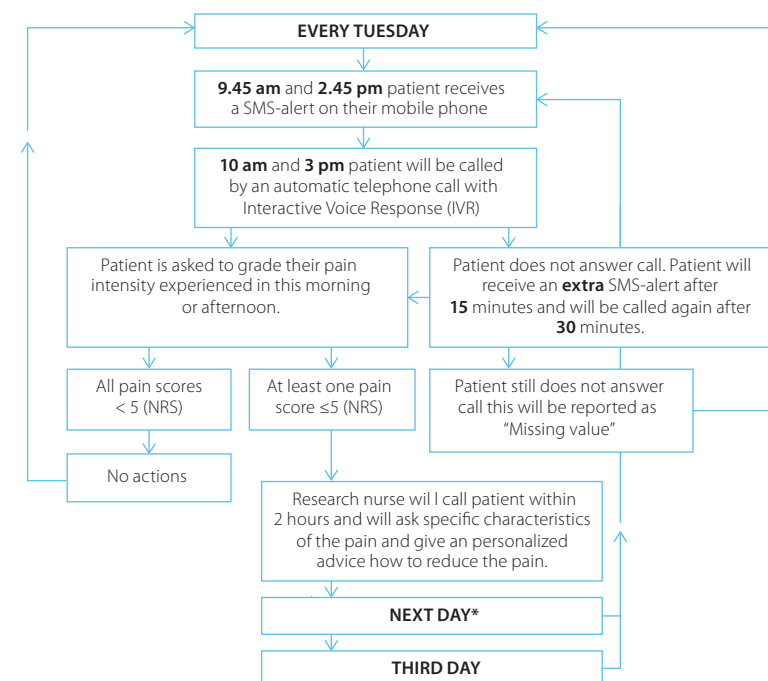 EVERY TUESDAY
9.45 am and 2.45 pm patient receives
a SMS-alert on their mobile phone
10 am and 3 pm patient will be called
by an automatic telephone call with
Interactive Voice Response (IVR)
Patient is asked to grade their pain
intensity experienced in this morning
or afternoon.
Patient does not answer call. Patient will
receive an extra SMS-alert after
15 minutes and will be called again after
30 minutes.
All pain scores
< 5 (NRS)
At least one pain
score ≤5 (NRS)
Patient still does not answer
call this will be reported as
“Missing value”
No actions
Research nurse wil l call patient within
2 hours and will ask specific characteristics
of the pain and give an personalized
advice how to reduce the pain.
NEXT DAY*
THIRD DAY